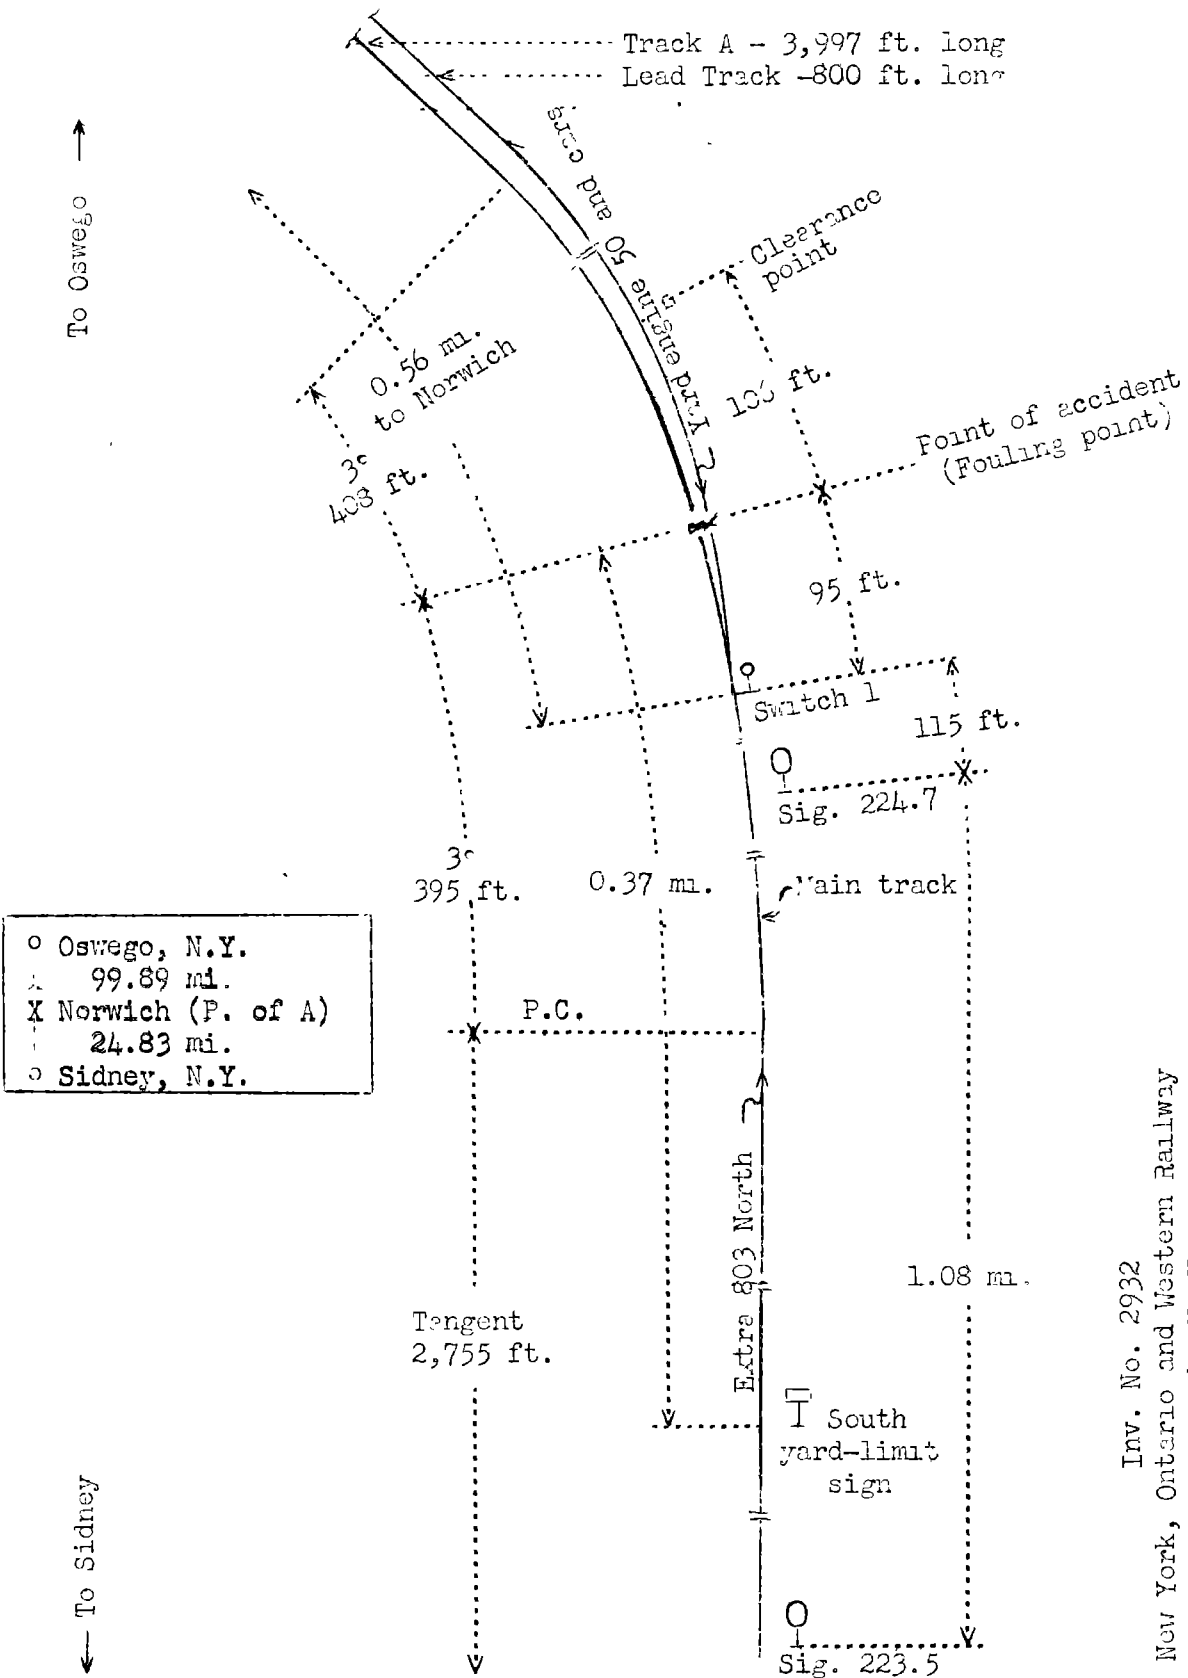 Track A - 3,997 ft. long
Lead Track -800 ft. long
To Oswego
Yard engine 50 and cars
Clearance
point
0.56 mi.
to Norwich
106 ft.
Point of accident
(Fouling point)
3°
408 ft.
95 ft.
Switch 1
115 ft.
Sig. 224.7
3°
395 ft.
0.37 mi.
Main track
Oswego, N.Y.
99.89 mi.
X Norwich (P. of A)
24.83 mi.
Sidney, N.Y.
P.C.
Extra 803 North
1.08 mi.
Tangent
2,755 ft.
South
yard-limit
sign
To Sidney
Sig. 223.5
Inv. No. 2932
New York, Ontario and Western Railway